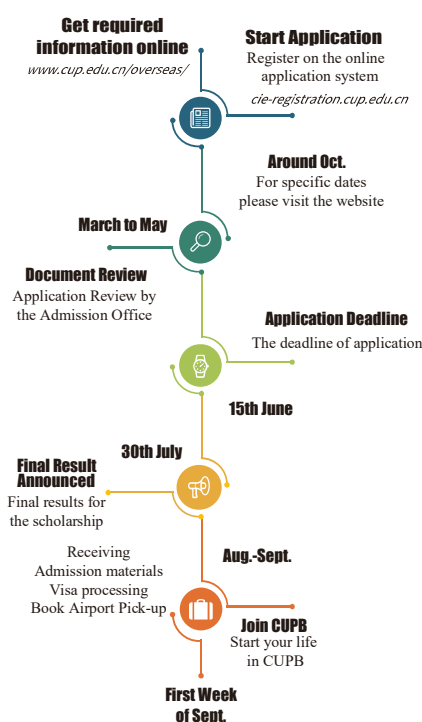 Get required
information online
www.cup.edu.cn/overseas/
Start Application
Register on the online
application system
cie-registration.cup.edu.cn
Around Oct.
For specific dates
please visit the website
March to May
Document Review
Application Review by
the Admission Office
Application Deadline
The deadline of application
15th June
30th July
Final Result
Announced
Final results for
the scholarship
Aug.-Sept.
Receiving
Admission materials
Visa processing
Book Airport Pick-up
Join CUPB
Start your life
in CUPB
First Week
of Sept.